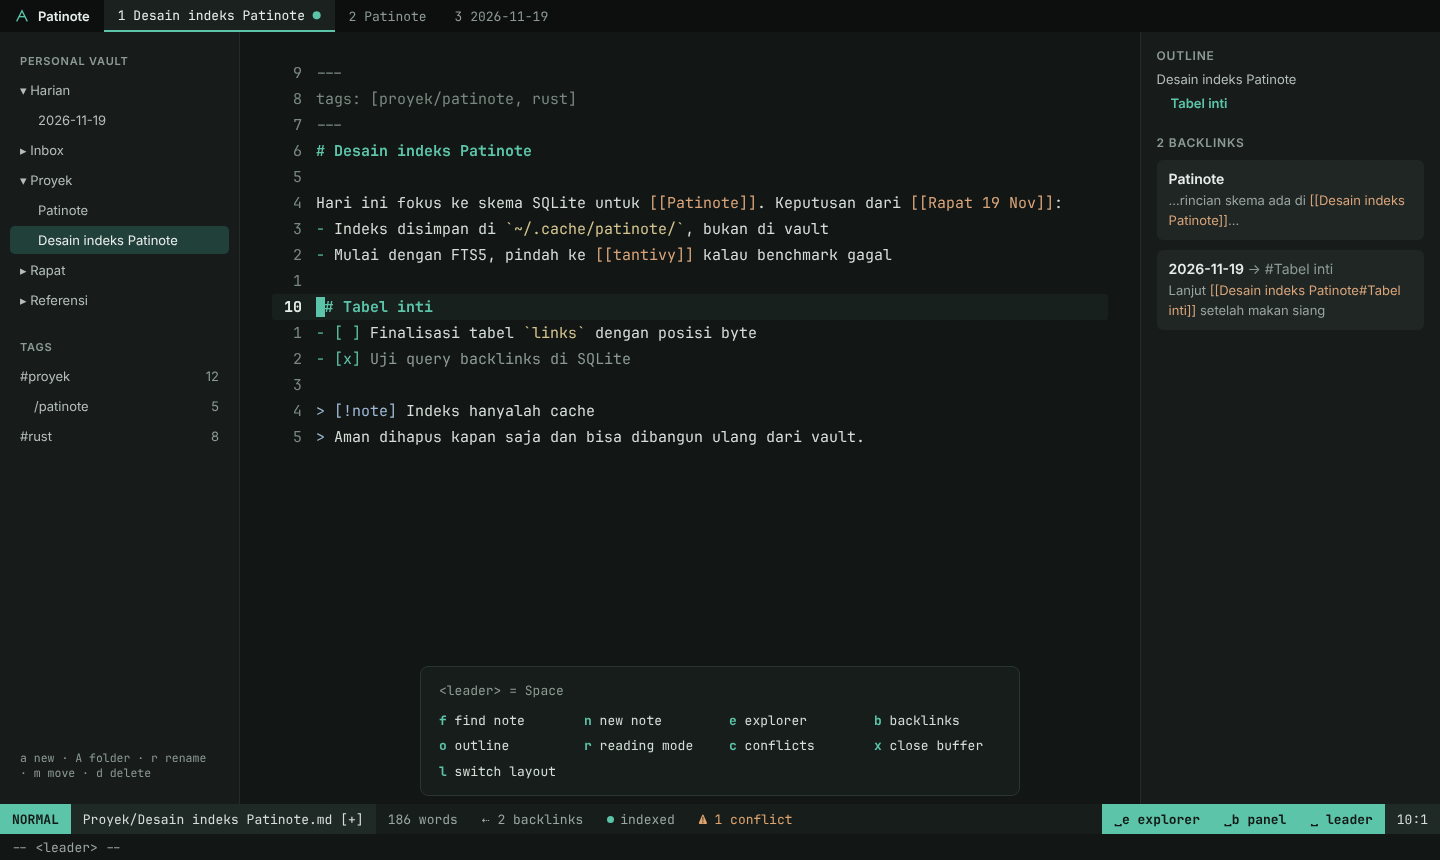 Patinote
1 Desain indeks Patinote ●
2 Patinote
3 2026-11-19
PERSONAL VAULT
▾ Harian
2026-11-19
▸ Inbox
▾ Proyek
Patinote
Desain indeks Patinote
▸ Rapat
▸ Referensi
TAGS
#proyek 12
/patinote 5
#rust 8
a new · A folder · r rename
· m move · d delete
9 ---
8 tags: [proyek/patinote, rust]
7 ---
6 # Desain indeks Patinote
5
4 Hari ini fokus ke skema SQLite untuk [[Patinote]]. Keputusan dari [[Rapat 19 Nov]]:
3 - Indeks disimpan di `~/.cache/patinote/`, bukan di vault
2 - Mulai dengan FTS5, pindah ke [[tantivy]] kalau benchmark gagal
1
10 # Tabel inti
1 - [ ] Finalisasi tabel `links` dengan posisi byte
2 - [x] Uji query backlinks di SQLite
3
4 > [!note] Indeks hanyalah cache
5 > Aman dihapus kapan saja dan bisa dibangun ulang dari vault.
<leader> = Space
f find note n new note e explorer b backlinks
o outline r reading mode c conflicts x close buffer
l switch layout
OUTLINE
Desain indeks Patinote
Tabel inti
2 BACKLINKS
Patinote
...rincian skema ada di [[Desain indeks
Patinote]]...
2026-11-19 → #Tabel inti
Lanjut [[Desain indeks Patinote#Tabel
inti]] setelah makan siang
NORMAL Proyek/Desain indeks Patinote.md [+] 186 words ⇠ 2 backlinks ● indexed ⚠ 1 conflict ␣e explorer ␣b panel ␣ leader 10:1
-- <leader> --